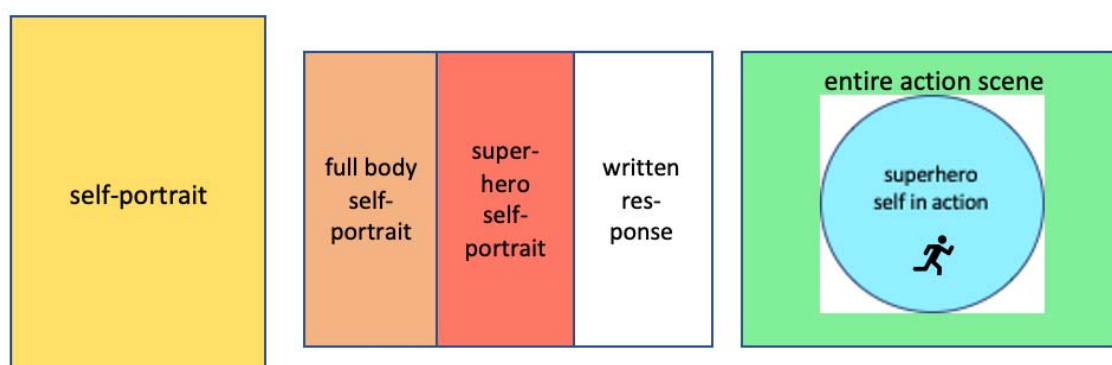 self-portrait
full body
self-
portrait
super-
hero
self-
portrait
written
res-
ponse
entire action scene
superhero
self in action